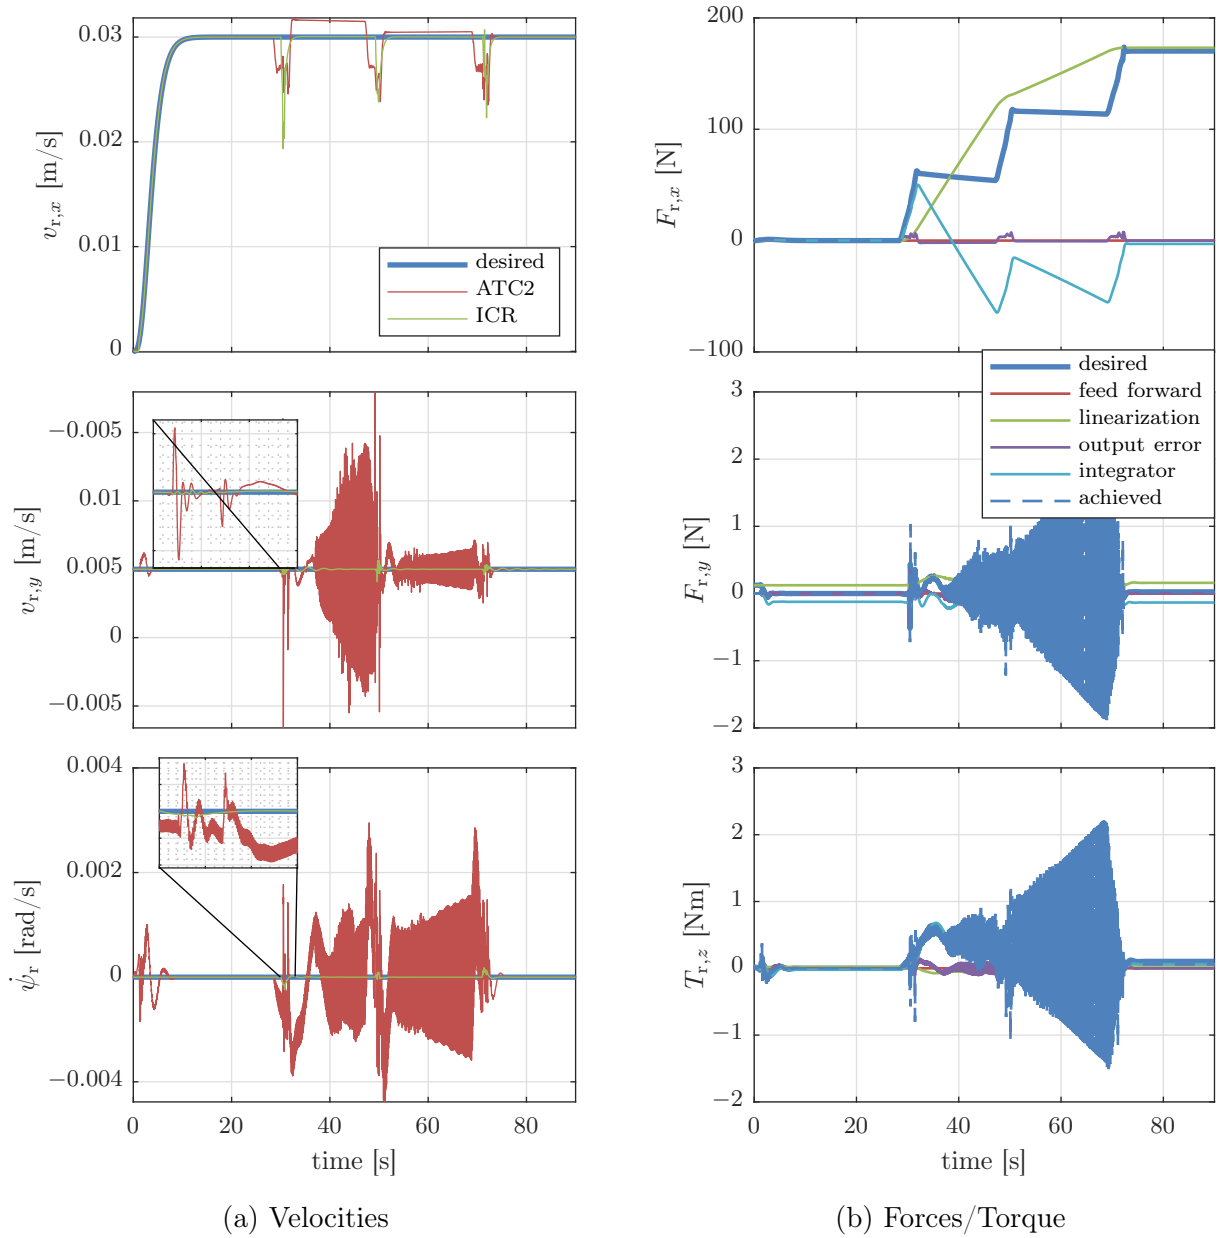 0.03
0.02
0.01
0
v_{r,x} [m/s]
desired
ATC2
ICR
−0.005
0.01
0.005
0
−0.005
v_{r,y} [m/s]
0.004
0.002
0
−0.004
ψ̇_r [rad/s]
0
20
40
60
80
time [s]
(a) Velocities
200
100
0
−100
F_{r,x} [N]
desired
feed forward
linearization
output error
integrator
achieved
3
2
1
0
−1
−2
F_{r,y} [N]
3
2
1
0
−1
−2
T_{r,z} [Nm]
0
20
40
60
80
time [s]
(b) Forces/Torque